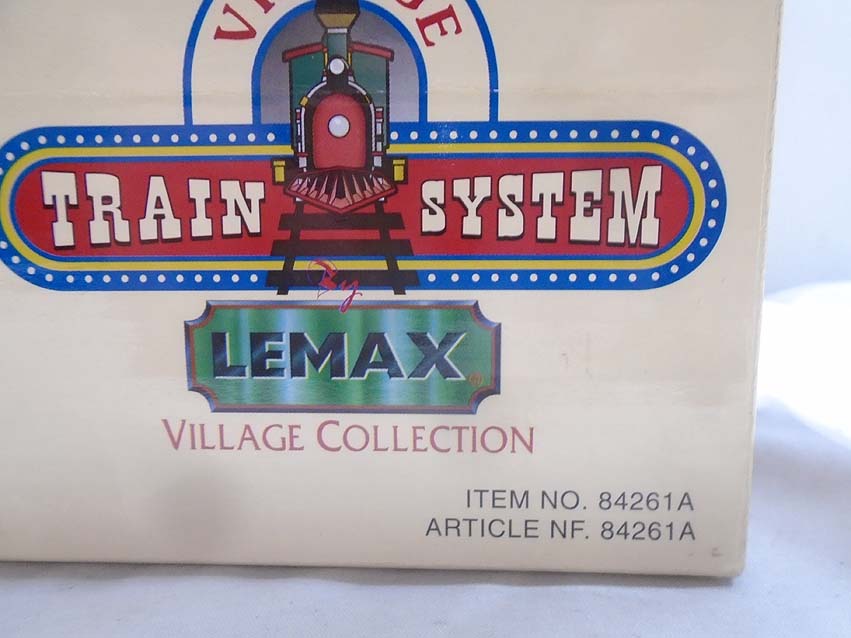 TRAIN SYSTEM
By
LEMAX
VILLAGE COLLECTION
ITEM NO. 84261A
ARTICLE NF. 84261A